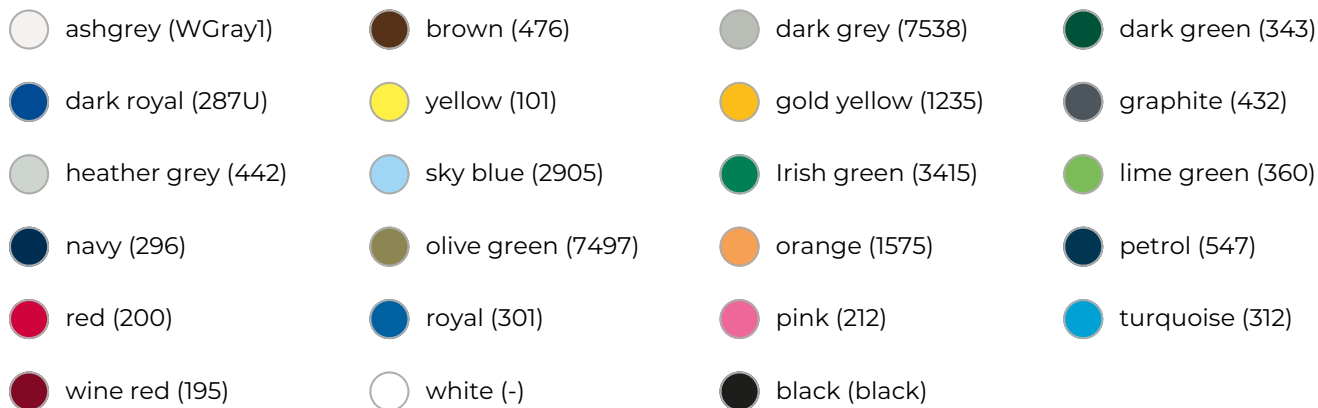 ashgrey (WGray1)
brown (476)
dark grey (7538)
dark green (343)
dark royal (287U)
yellow (101)
gold yellow (1235)
graphite (432)
heather grey (442)
sky blue (2905)
Irish green (3415)
lime green (360)
navy (296)
olive green (7497)
orange (1575)
petrol (547)
red (200)
royal (301)
pink (212)
turquoise (312)
wine red (195)
white (-)
black (black)